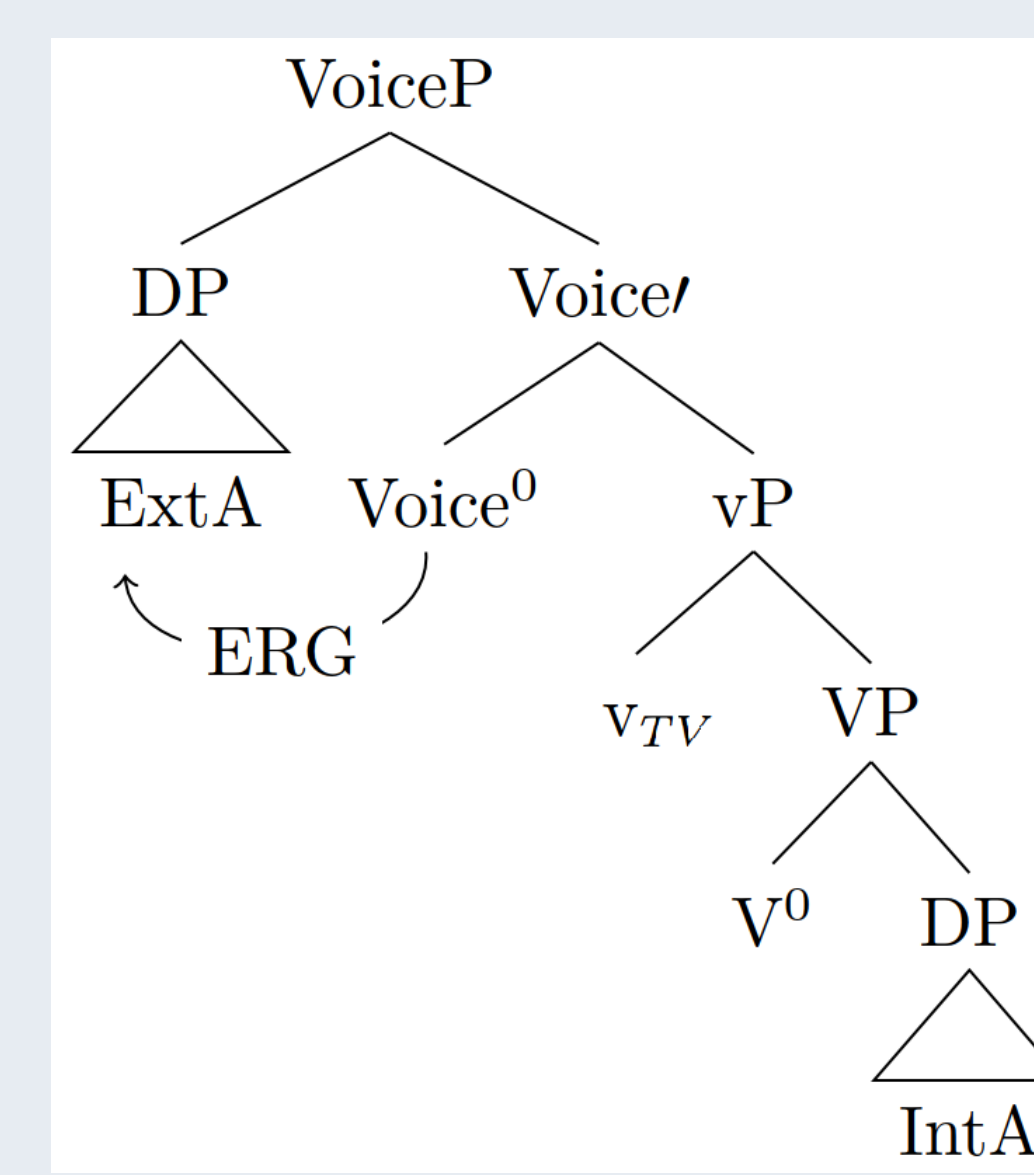 VoiceP
DP Voice′
ExtA Voice⁰ vP
ERG
v_TV VP
V⁰ DP
IntA